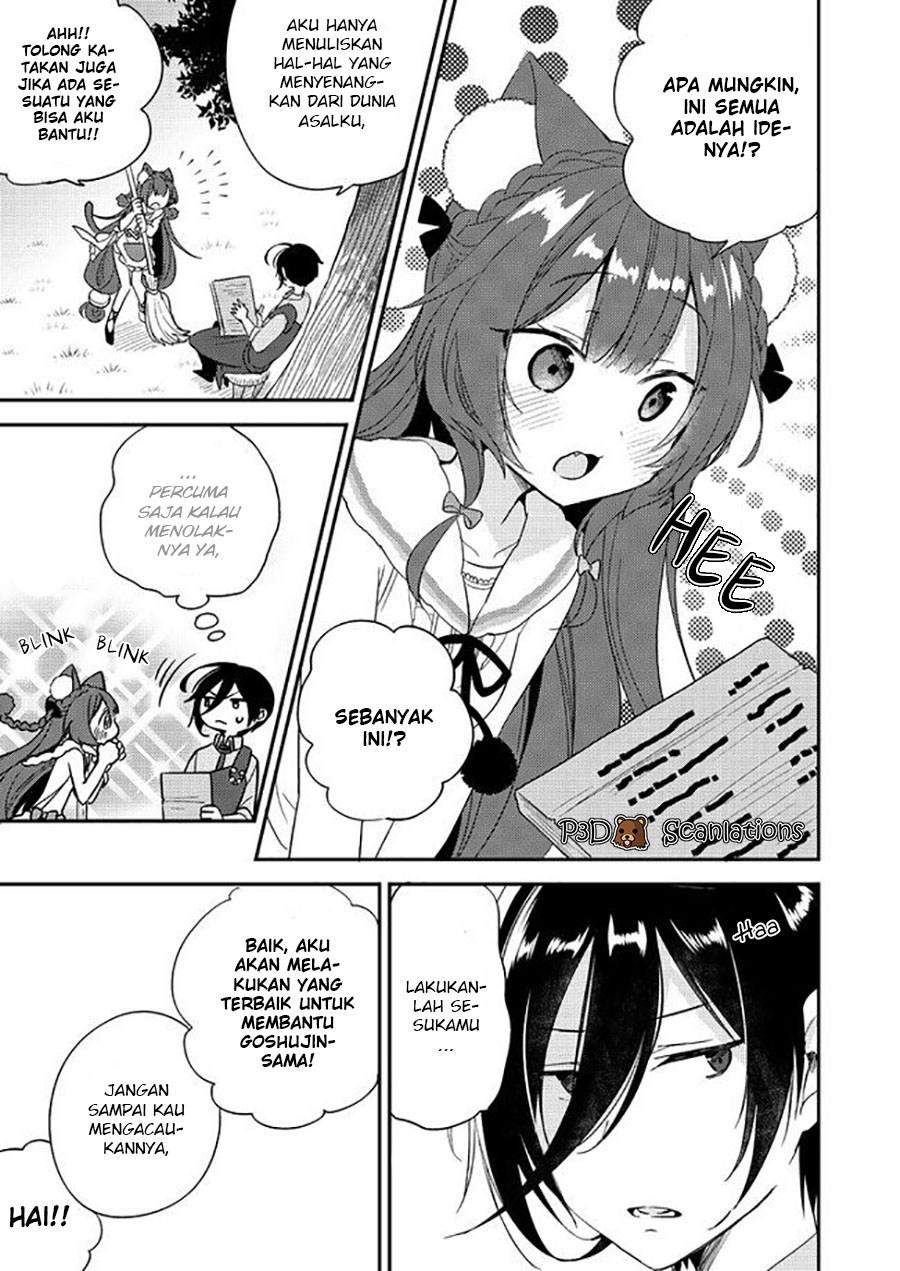 APA MUNGKIN,
INI SEMUA
ADALAH IDE-
NYA!?
HEE
SEBANYAK
INI!?
P3D Scanlations
AKU HANYA
MENULISKAN
HAL-HAL YANG
MENYENANG-
KAN DARI DUNIA
ASALKU,
AHH!!
TOLONG KA-
TAKAN JUGA
JIKA ADA SE-
SUATU YANG
BISA AKU
BANTU!!
...
PERCUMA
SAJA KALAU
MENOLAK-
NYA YA,
BLINK
BLINK
Haa
LAKUKAN-
LAH SE-
SUKAMU
...
BAIK, AKU
AKAN MELA-
KUKAN YANG
TERBAIK UNTUK
MEMBANTU
GOSHUJIN-
SAMA!
JANGAN
SAMPAI KAU
MENGACAU-
KANNYA,
HAI!!